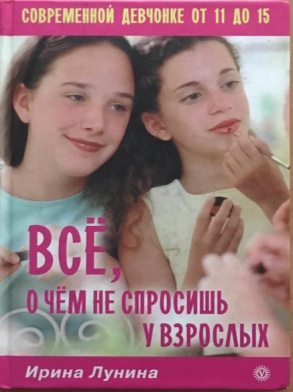 СОВРЕМЕННОЙ ДЕВЧОНКЕ ОТ 11 ДО 15
ВСЁ,
О ЧЁМ НЕ СПРОСИШЬ
У ВЗРОСЛЫХ
Ирина Лунина